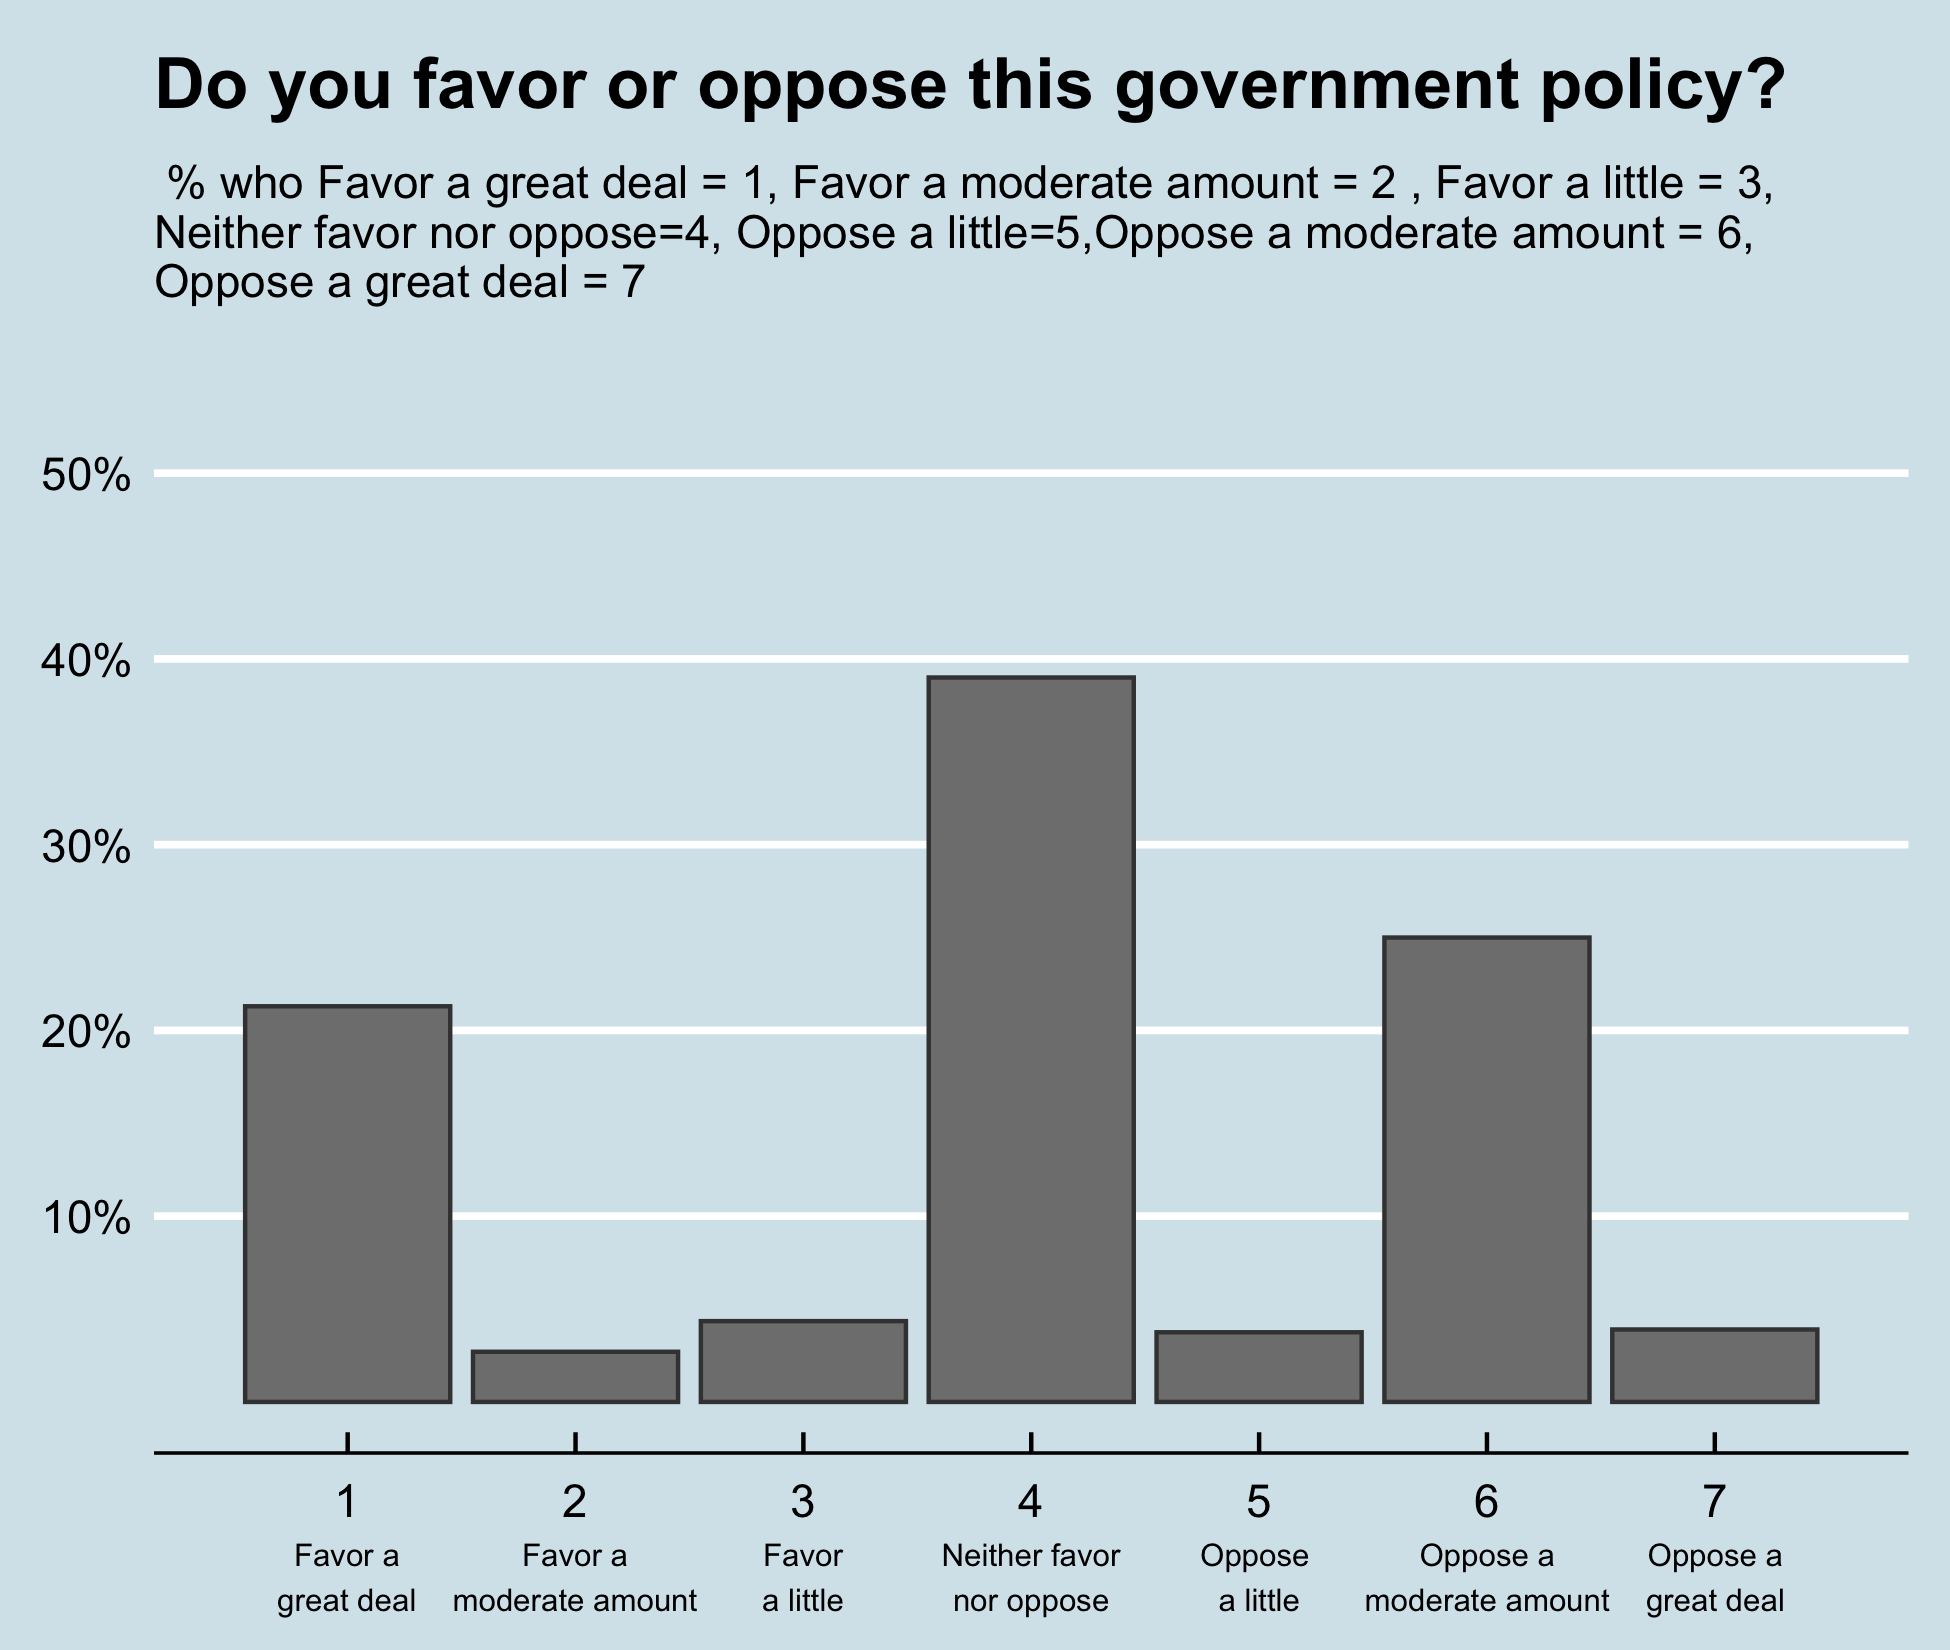 Do you favor or oppose this government policy?
% who Favor a great deal = 1, Favor a moderate amount = 2 , Favor a little = 3,
Neither favor nor oppose=4, Oppose a little=5,Oppose a moderate amount = 6,
Oppose a great deal = 7
50%
40%
30%
20%
10%
1 2 3 4 5 6 7
Favor a Favor a Favor Neither favor Oppose Oppose a Oppose a
great deal moderate amount a little nor oppose a little moderate amount great deal